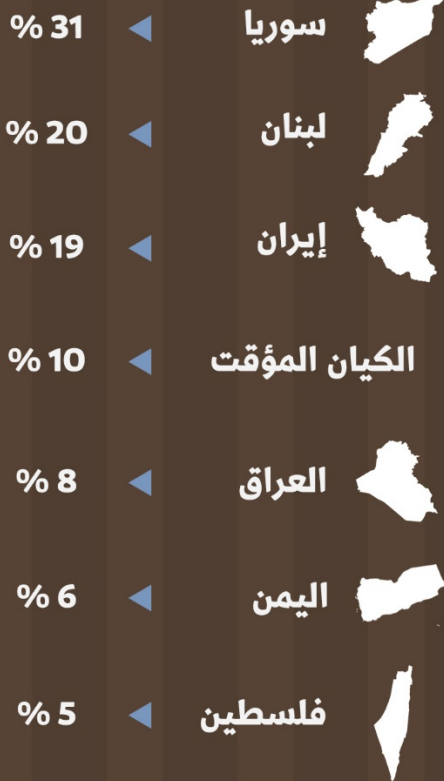 سوريا 31 %
لبنان 20 %
إيران 19 %
الكيان المؤقت 10 %
العراق 8 %
اليمن 6 %
فلسطين 5 %